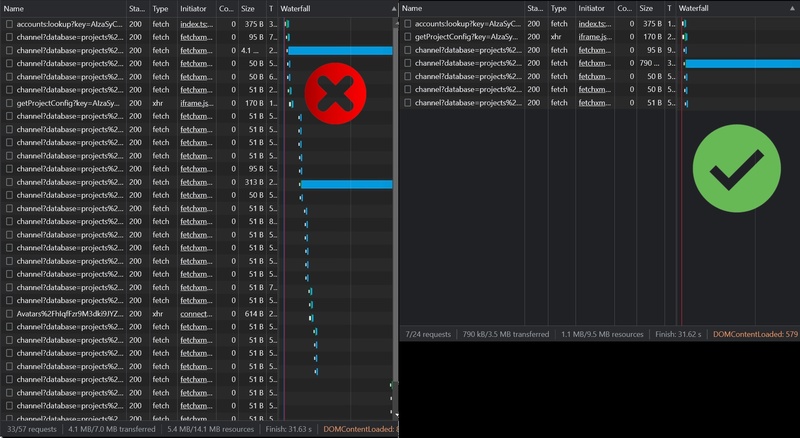 Name Sta... Type Initiator Co... Size T... Waterfall
accounts:lookup?key=AIzaSyC... 200 fetch index.ts:... 0 375 B 3...
channel?database=projects%2... 200 fetch fetchxm... 0 95 B 7...
channel?database=projects%2... 200 fetch fetchxm... 0 4.1 ... 2...
channel?database=projects%2... 200 fetch fetchxm... 0 50 B 5...
channel?database=projects%2... 200 fetch fetchxm... 0 50 B 5...
channel?database=projects%2... 200 fetch fetchxm... 0 51 B 2...
getProjectConfig?key=AIzaSy... 200 xhr iframe.js... 0 170 B 1...
channel?database=projects%2... 200 fetch fetchxm... 0 51 B 5...
channel?database=projects%2... 200 fetch fetchxm... 0 51 B 5...
channel?database=projects%2... 200 fetch fetchxm... 0 51 B 5...
channel?database=projects%2... 200 fetch fetchxm... 0 51 B 5...
channel?database=projects%2... 200 fetch fetchxm... 0 95 B 5...
channel?database=projects%2... 200 fetch fetchxm... 0 313 B 2...
channel?database=projects%2... 200 fetch fetchxm... 0 50 B 5...
channel?database=projects%2... 200 fetch fetchxm... 0 51 B 5...
channel?database=projects%2... 200 fetch fetchxm... 0 51 B 8...
channel?database=projects%2... 200 fetch fetchxm... 0 51 B 5...
channel?database=projects%2... 200 fetch fetchxm... 0 51 B 5...
channel?database=projects%2... 200 fetch fetchxm... 0 51 B 5...
channel?database=projects%2... 200 fetch fetchxm... 0 51 B 5...
channel?database=projects%2... 200 fetch fetchxm... 0 51 B 7...
channel?database=projects%2... 200 fetch fetchxm... 0 51 B 5...
Avatars%2FhIqfFzr9M3dki9JYZ... 200 xhr connect... 0 614 B 2...
channel?database=projects%2... 200 fetch fetchxm... 0 51 B 5...
channel?database=projects%2... 200 fetch fetchxm... 0 51 B 5...
channel?database=projects%2... 200 fetch fetchxm... 0 51 B 5...
channel?database=projects%2... 200 fetch fetchxm... 0 51 B 5...
channel?database=projects%2... 200 fetch fetchxm... 0 51 B 5...
channel?database=projects%2... 200 fetch fetchxm... 0 51 B 5...
channel?database=projects%2... 200 fetch fetchxm... 0 51 B 5...
channel?database=projects%2... 200 fetch fetchxm... 0 51 B 5...
33/57 requests 4.1 MB/7.0 MB transferred 5.4 MB/14.1 MB resources Finish: 31.63 s DOMContentLoaded:
Name Sta... Type Initiator Co... Size T... Waterfall
accounts:lookup?key=AIzaSyC... 200 fetch index.ts:... 0 375 B 3...
getProjectConfig?key=AIzaSy... 200 xhr iframe.js... 0 170 B 2...
channel?database=projects%2... 200 fetch fetchxm... 0 95 B 9...
channel?database=projects%2... 200 fetch fetchxm... 0 790 ... 3...
channel?database=projects%2... 200 fetch fetchxm... 0 50 B 5...
channel?database=projects%2... 200 fetch fetchxm... 0 50 B 5...
channel?database=projects%2... 200 fetch fetchxm... 0 51 B 5...
7/24 requests 790 kB/3.5 MB transferred 1.1 MB/9.5 MB resources Finish: 31.62 s DOMContentLoaded: 579